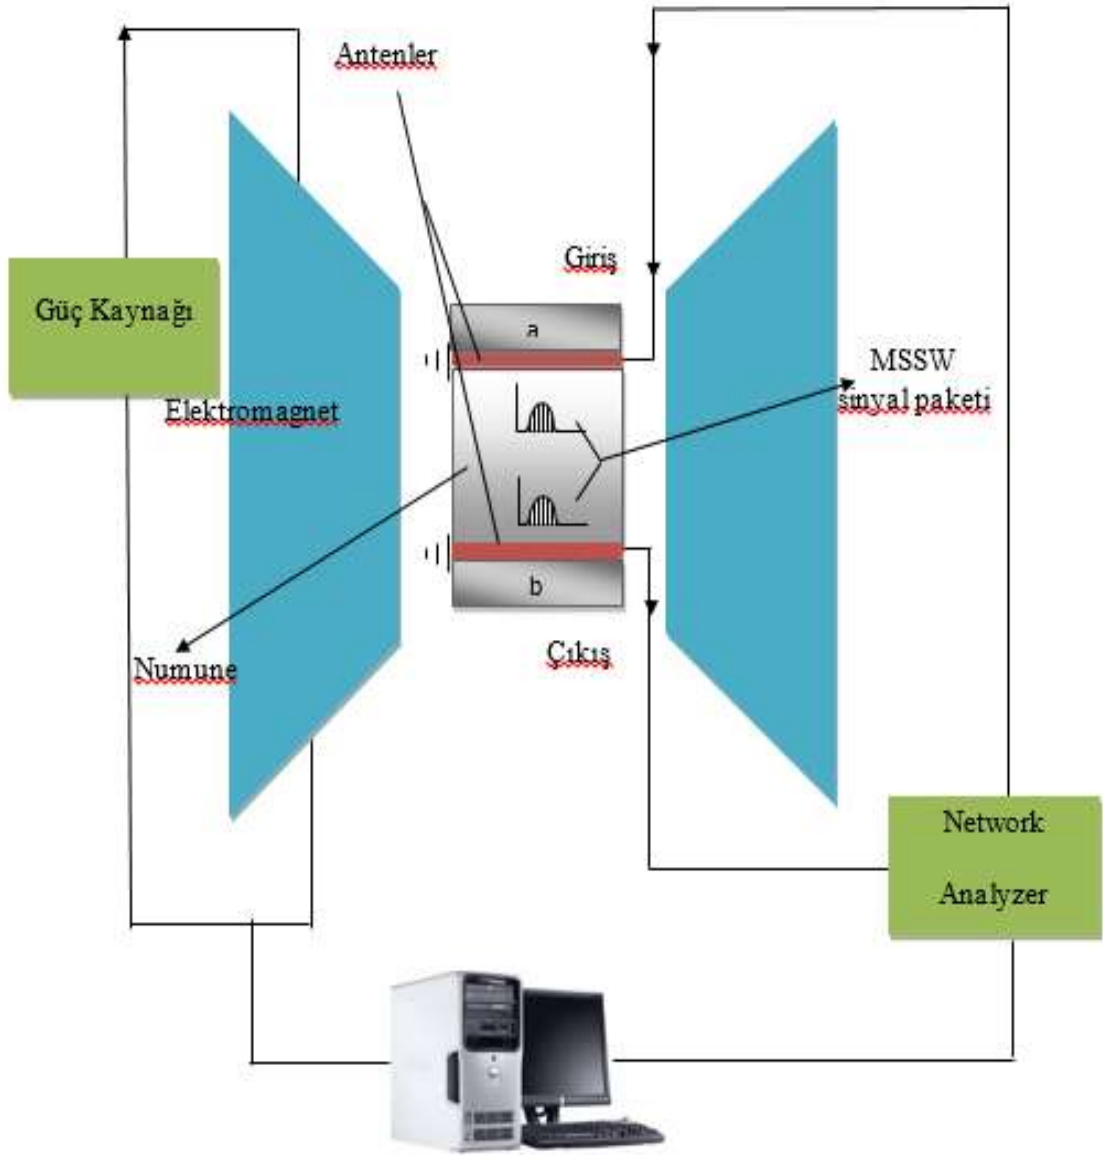 Antenler
Giriş
Güç Kaynağı
a
MSSW
sinyal paketi
Elektromagnet
b
Numune
Çıkış
Network
Analyzer